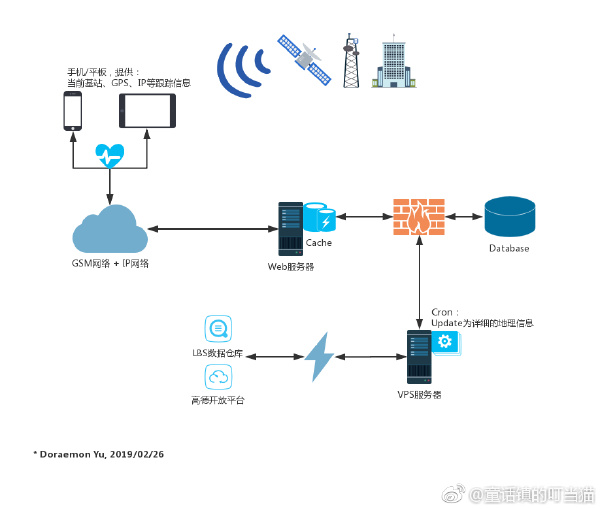 手机/平板，提供：
当前基站、GPS、IP等跟踪信息
GSM网络 + IP网络
Cache
Web服务器
Database
Cron：
Update为详细的地理信息
LBS数据仓库
高德开放平台
VPS服务器
* Doraemon Yu, 2019/02/26
@童话镇的叮当猫